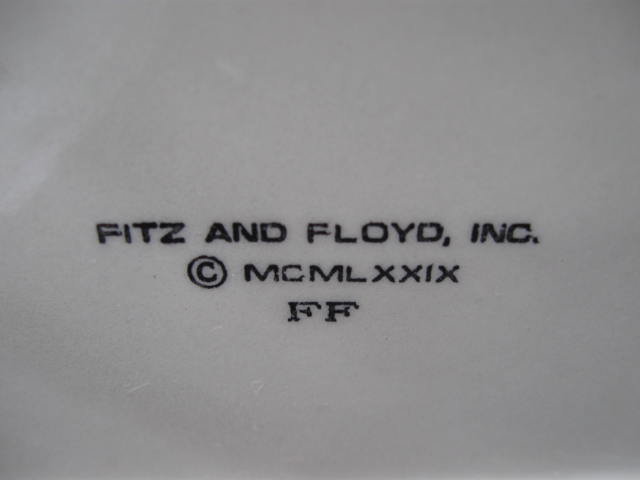 FITZ AND FLOYD, INC.
© MCMLXXIX
FF